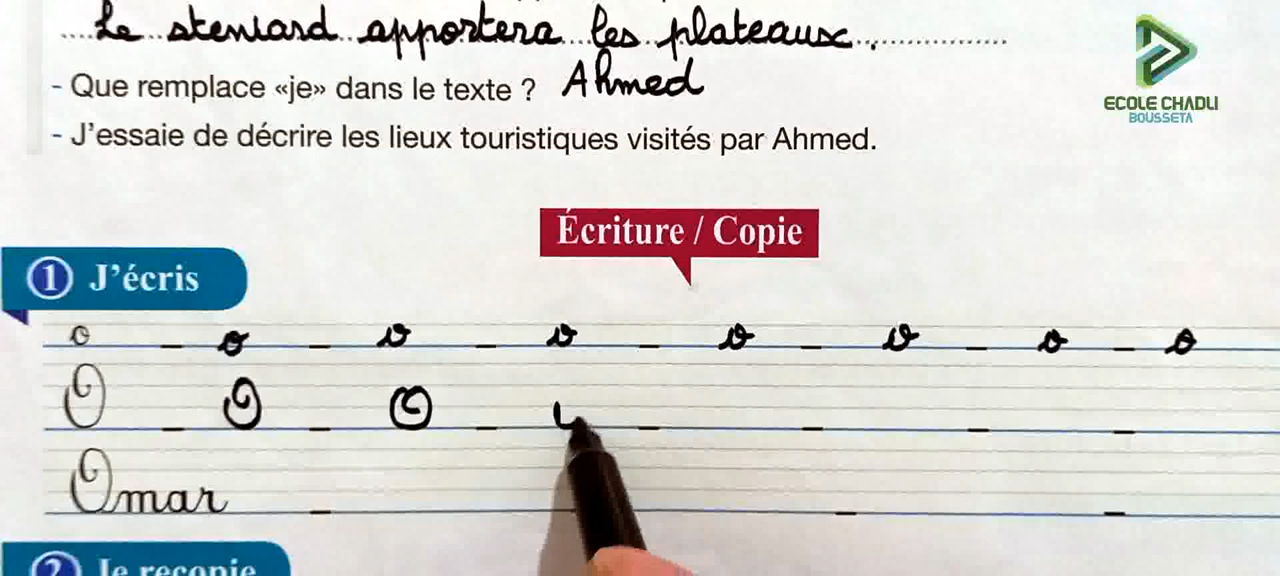 Le steward apportera les plateaux.
- Que remplace «je» dans le texte ? Ahmed
- J'essaie de décrire les lieux touristiques visités par Ahmed.
ECOLE CHADLI
BOUSSETA
Écriture / Copie
1 J'écris
o o o o o o o o
O O O
Omar
2 Je recopie